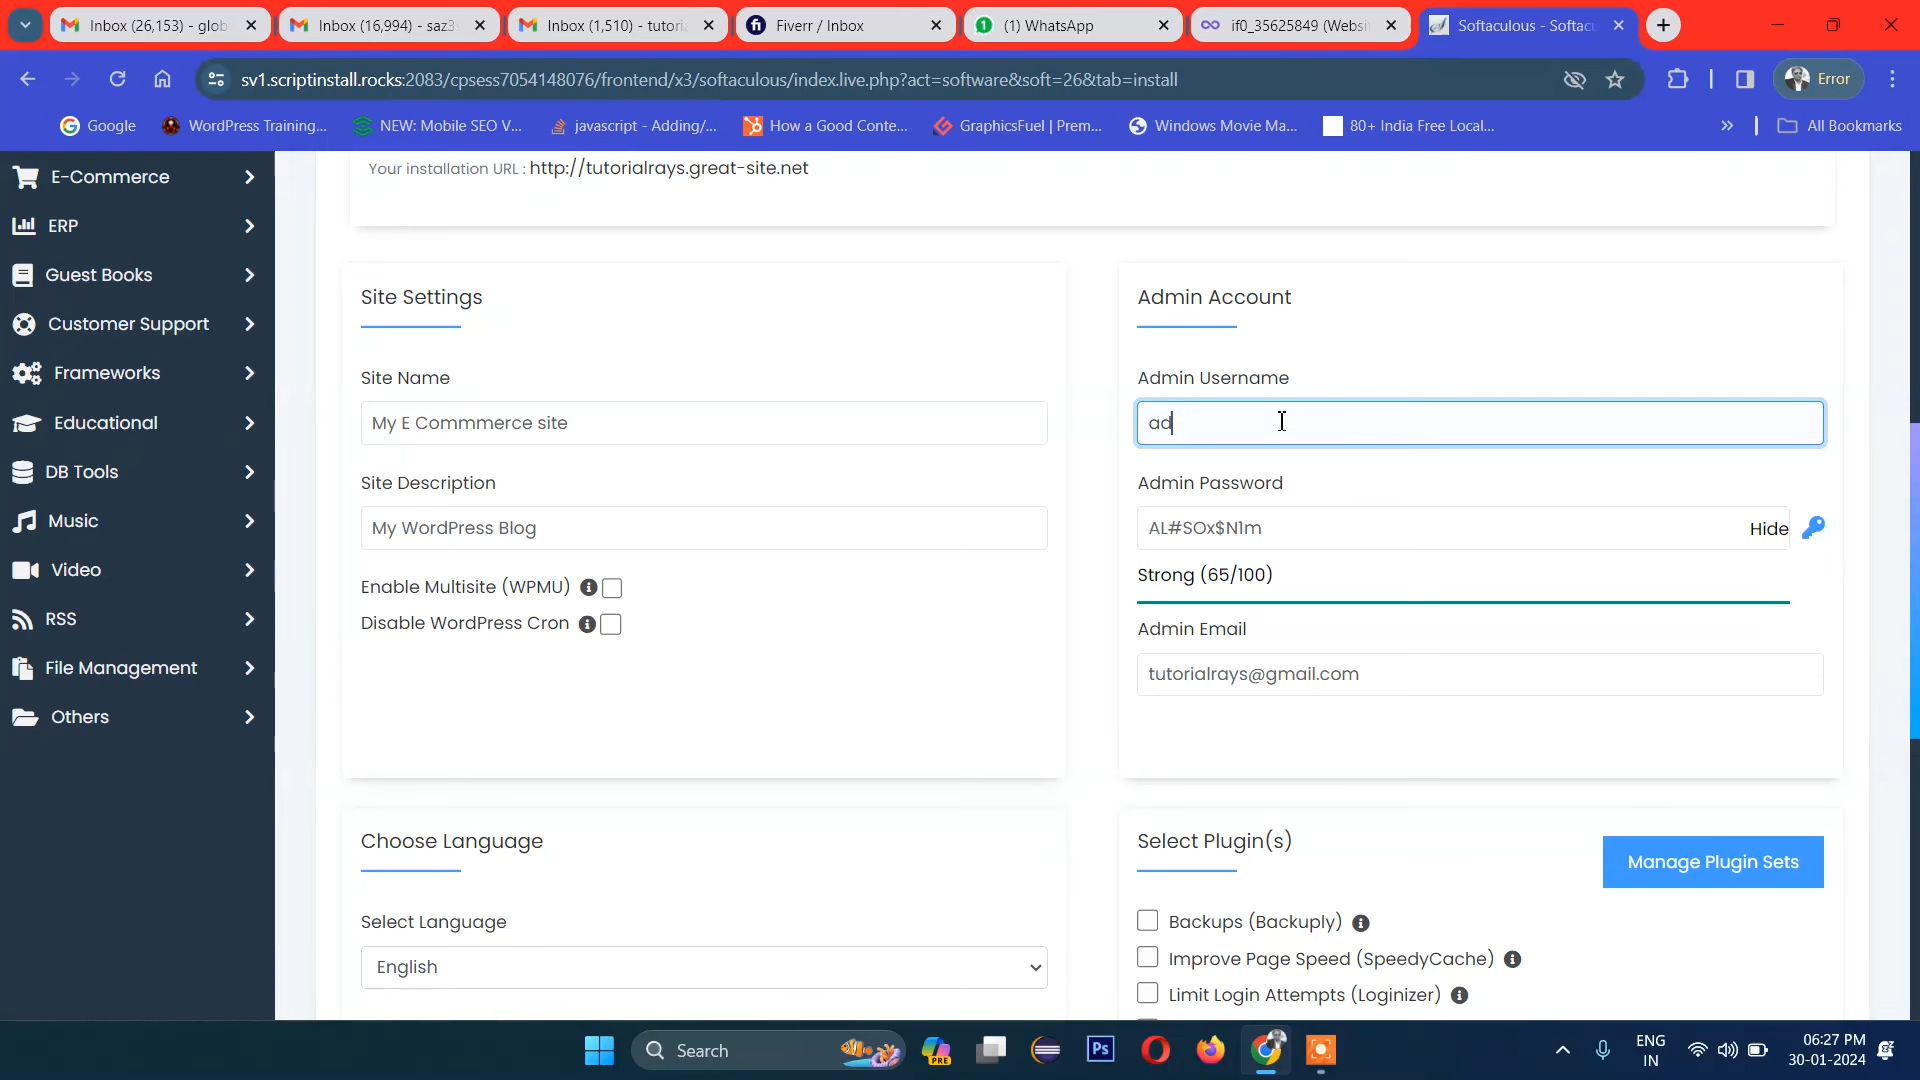 Inbox (26,153) - glob
Inbox (16,994) - saz3
Inbox (1,510) - tutori
Fiverr / Inbox
(1) WhatsApp
if0_35625849 (Websi
Softaculous - Softac
sv1.scriptinstall.rocks:2083/cpsess7054148076/frontend/x3/softaculous/index.live.php?act=software&soft=26&tab=install
Error
Google
WordPress Training...
NEW: Mobile SEO V...
javascript - Adding/...
How a Good Conte...
GraphicsFuel | Prem...
Windows Movie Ma...
80+ India Free Local...
»
All Bookmarks
E-Commerce
ERP
Guest Books
Customer Support
Frameworks
Educational
DB Tools
Music
Video
RSS
File Management
Others
Your installation URL : http://tutorialrays.great-site.net
Site Settings
Site Name
My E Commmerce site
Site Description
My WordPress Blog
Enable Multisite (WPMU)
Disable WordPress Cron
Admin Account
Admin Username
ad
Admin Password
AL#SOx$N1m
Hide
Strong (65/100)
Admin Email
tutorialrays@gmail.com
Choose Language
Select Language
English
Select Plugin(s)
Manage Plugin Sets
Backups (Backuply)
Improve Page Speed (SpeedyCache)
Limit Login Attempts (Loginizer)
Search
PRE
Ps
ENG
IN
06:27 PM
30-01-2024